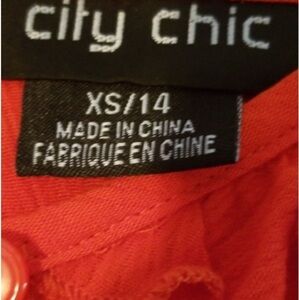 city chic
XS/14
MADE IN CHINA
FABRIQUE EN CHINE